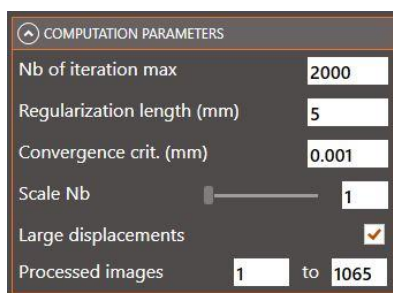 COMPUTATION PARAMETERS
Nb of iteration max 2000
Regularization length (mm) 5
Convergence crit. (mm) 0.001
Scale Nb 1
Large displacements
Processed images 1 to 1065